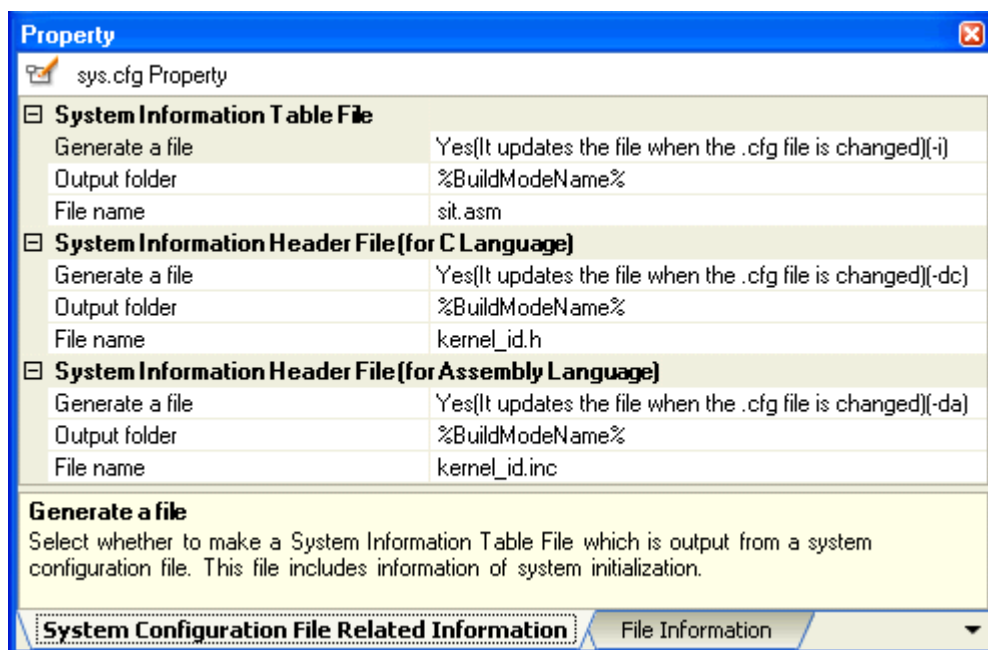 Property
sys.cfg Property
System Information Table File
Generate a file Yes(It updates the file when the .cfg file is changed)(-i)
Output folder %BuildModeName%
File name sit.asm
System Information Header File(for C Language)
Generate a file Yes(It updates the file when the .cfg file is changed)(-dc)
Output folder %BuildModeName%
File name kernel_id.h
System Information Header File(for Assembly Language)
Generate a file Yes(It updates the file when the .cfg file is changed)(-da)
Output folder %BuildModeName%
File name kernel_id.inc
Generate a file
Select whether to make a System Information Table File which is output from a system
configuration file. This file includes information of system initialization.
System Configuration File Related Information File Information